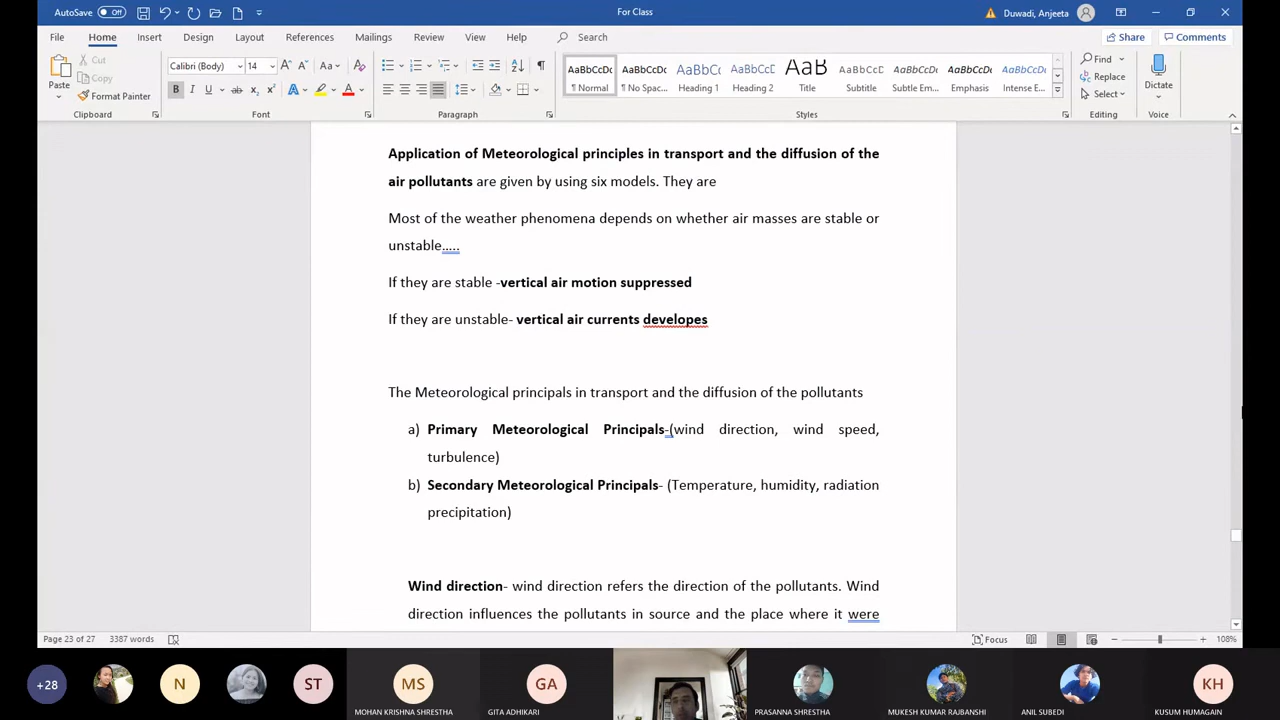 AutoSave Off For Class Duwadi, Anjeeta
File Home Insert Design Layout References Mailings Review View Help Search Share Comments
Paste Cut Copy Format Painter
Calibri (Body) 14
¶ Normal ¶ No Spac... Heading 1 Heading 2 Title Subtitle Subtle Em... Emphasis Intense E...
Find Replace Select Dictate
Clipboard Font Paragraph Styles Editing Voice
Application of Meteorological principles in transport and the diffusion of the
air pollutants are given by using six models. They are
Most of the weather phenomena depends on whether air masses are stable or
unstable…..
If they are stable -vertical air motion suppressed
If they are unstable- vertical air currents developes
The Meteorological principals in transport and the diffusion of the pollutants
a) Primary Meteorological Principals-(wind direction, wind speed,
turbulence)
b) Secondary Meteorological Principals- (Temperature, humidity, radiation
precipitation)
Wind direction- wind direction refers the direction of the pollutants. Wind
direction influences the pollutants in source and the place where it were
Page 23 of 27 3387 words Focus 108%
+28 N ST MS GA KH
MOHAN KRISHNA SHRESTHA GITA ADHIKARI PRASANNA SHRESTHA MUKESH KUMAR RAJBANSHI ANIL SUBEDI KUSUM HUMAGAIN